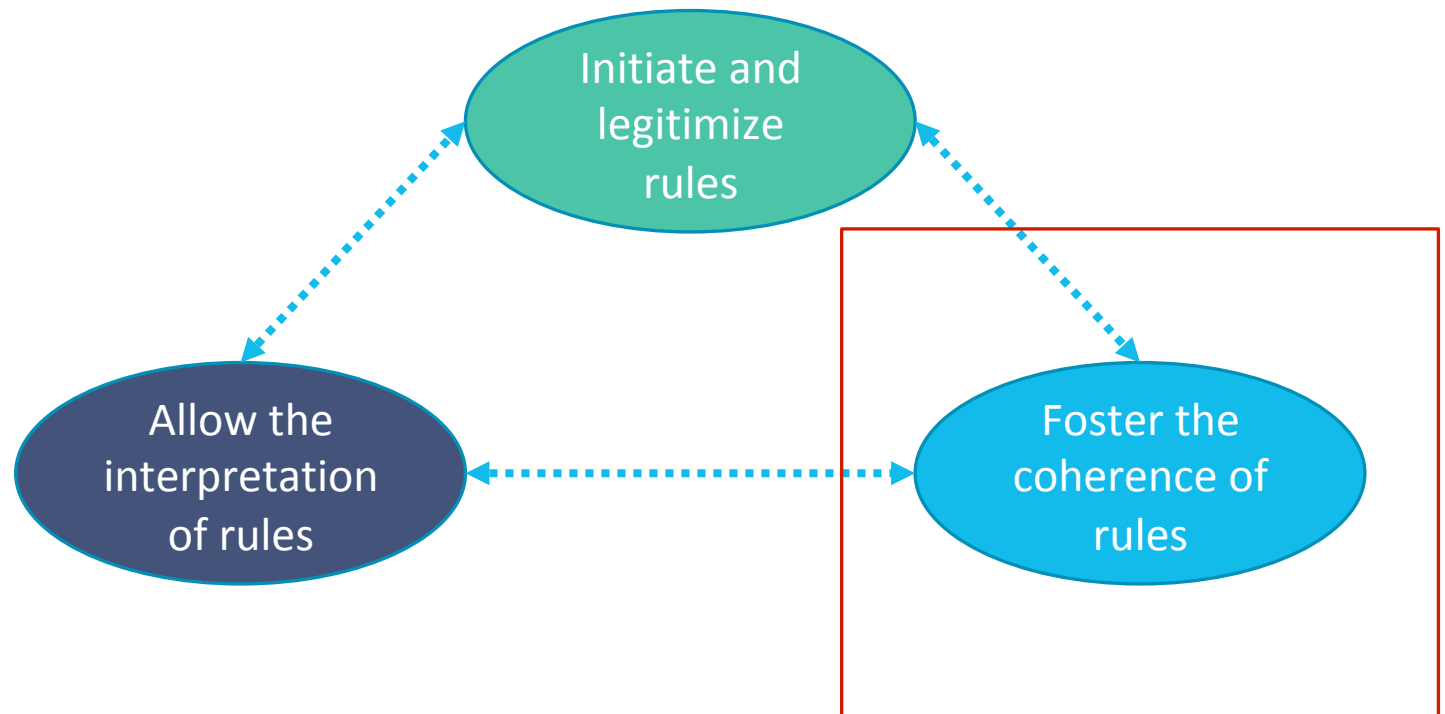 Initiate and
legitimize
rules
Allow the
interpretation
of rules
Foster the
coherence of
rules